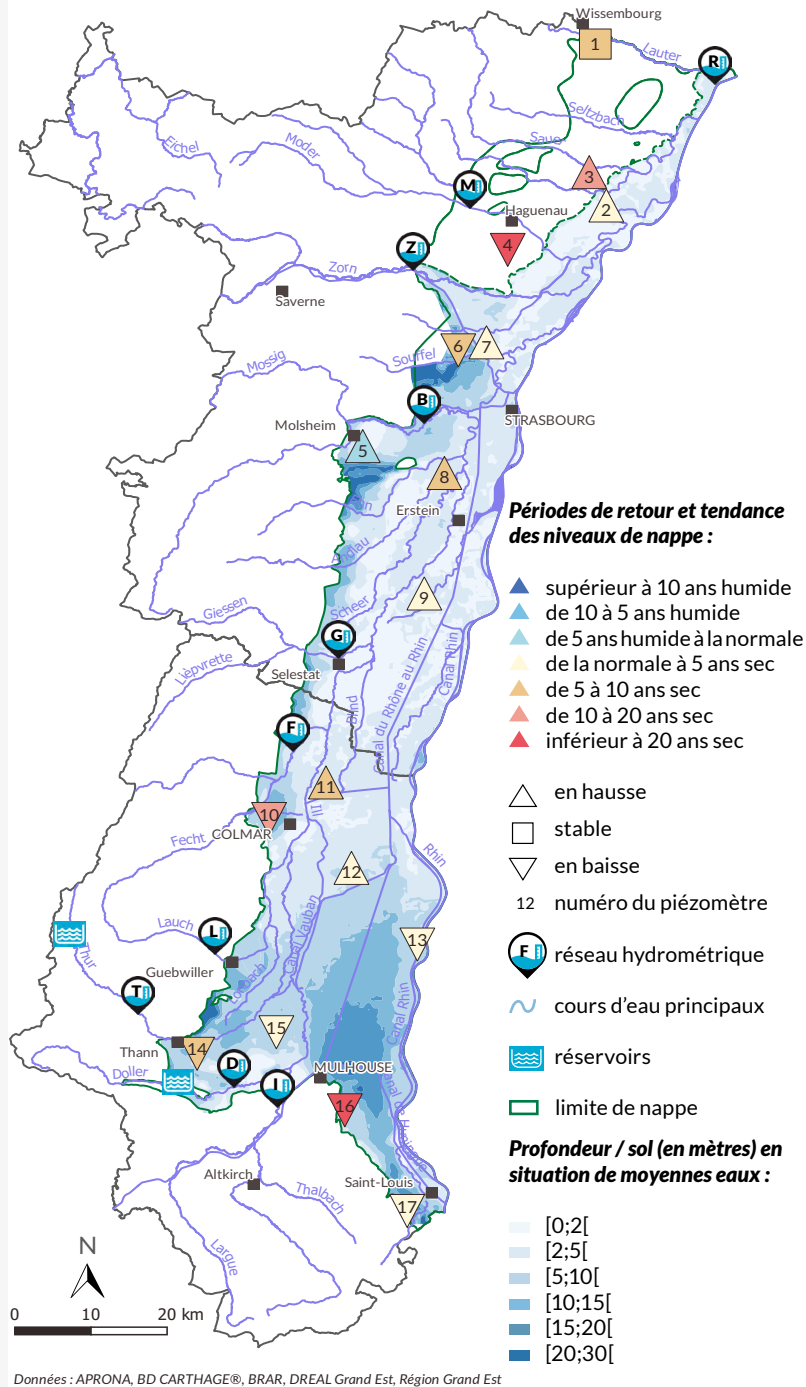 Wissembourg
1
Lauter
R
Seltzbach
Eichel
Moder
Sauer
3
M
2
Haguenau
4
Z
Zorn
Saverne
6
7
Souffel
Mossig
B
STRASBOURG
Molsheim
5
8
Erstein
Andlau
9
Scheer
Giessen
G
Lièpvrette
Selestat
Blind
Canal du Rhône au Rhin
Canal Rhin
F
11
10
Ill
COLMAR
Fecht
12
Rhin
Lauch
L
13
Thur
Canal Vauban
Guebwiller
T
Canal Rhin
15
Thann
14
D
MULHOUSE
Doller
I
16
Altkirch
Saint-Louis
Thalbach
17
Largue
N
0 10 20 km
Périodes de retour et tendance
des niveaux de nappe :
supérieur à 10 ans humide
de 10 à 5 ans humide
de 5 ans humide à la normale
de la normale à 5 ans sec
de 5 à 10 ans sec
de 10 à 20 ans sec
inférieur à 20 ans sec
en hausse
stable
en baisse
12 numéro du piézomètre
F réseau hydrométrique
cours d'eau principaux
réservoirs
limite de nappe
Profondeur / sol (en mètres) en
situation de moyennes eaux :
[0;2[
[2;5[
[5;10[
[10;15[
[15;20[
[20;30[
Données : APRONA, BD CARTHAGE®, BRAR, DREAL Grand Est, Région Grand Est